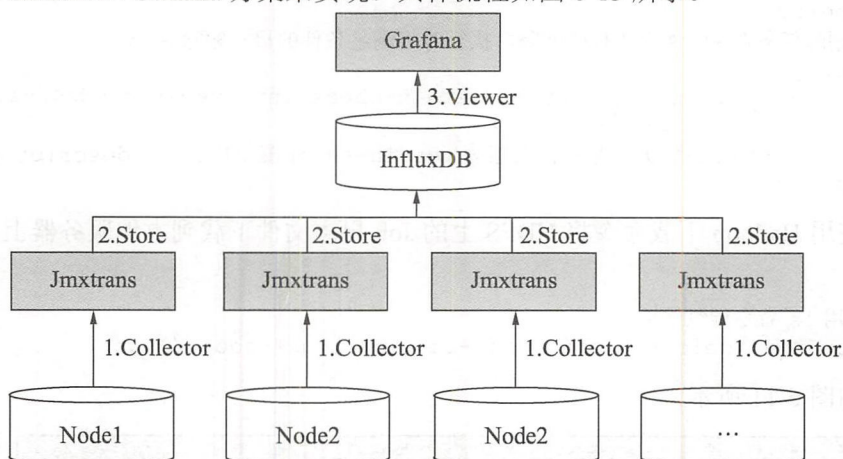 Grafana
3.Viewer
InfluxDB
2.Store 2.Store 2.Store 2.Store
Jmxtrans Jmxtrans Jmxtrans Jmxtrans
1.Collector 1.Collector 1.Collector 1.Collector
Node1 Node2 Node2 …